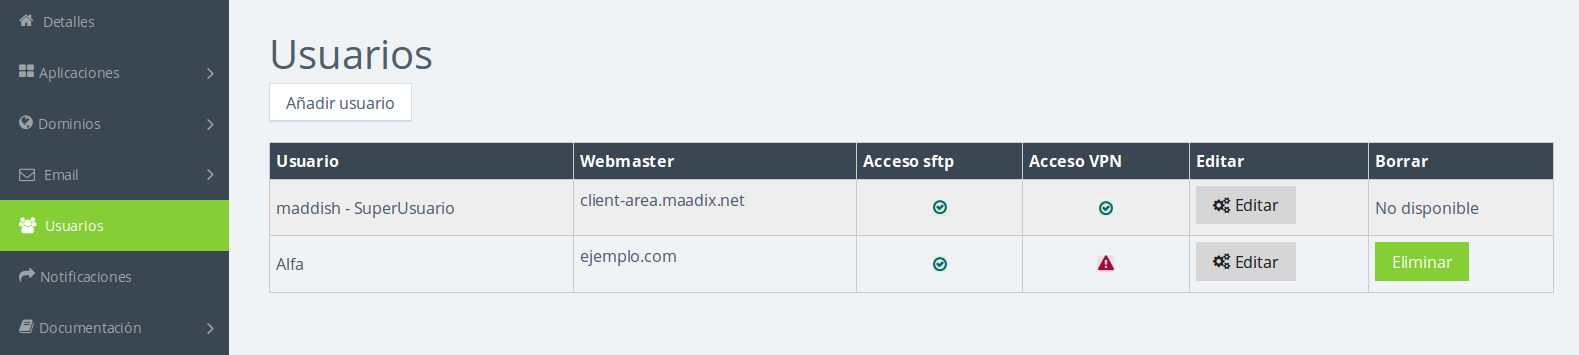 Detalles
Aplicaciones
Dominios
Email
Usuarios
Notificaciones
Documentación
Usuarios
Añadir usuario
Usuario Webmaster Acceso sftp Acceso VPN Editar Borrar
maddish - SuperUsuario client-area.maadix.net Editar No disponible
Alfa ejemplo.com Editar Eliminar